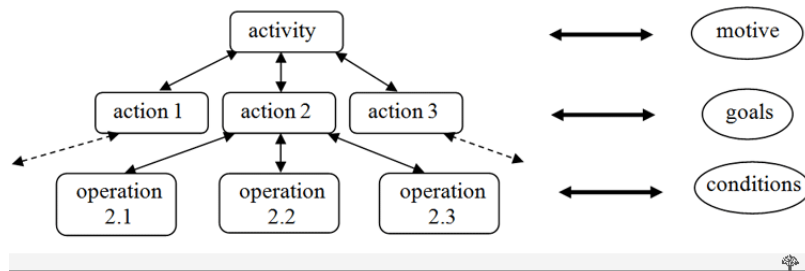 activity
motive
action 1
action 2
action 3
goals
operation
2.1
operation
2.2
operation
2.3
conditions